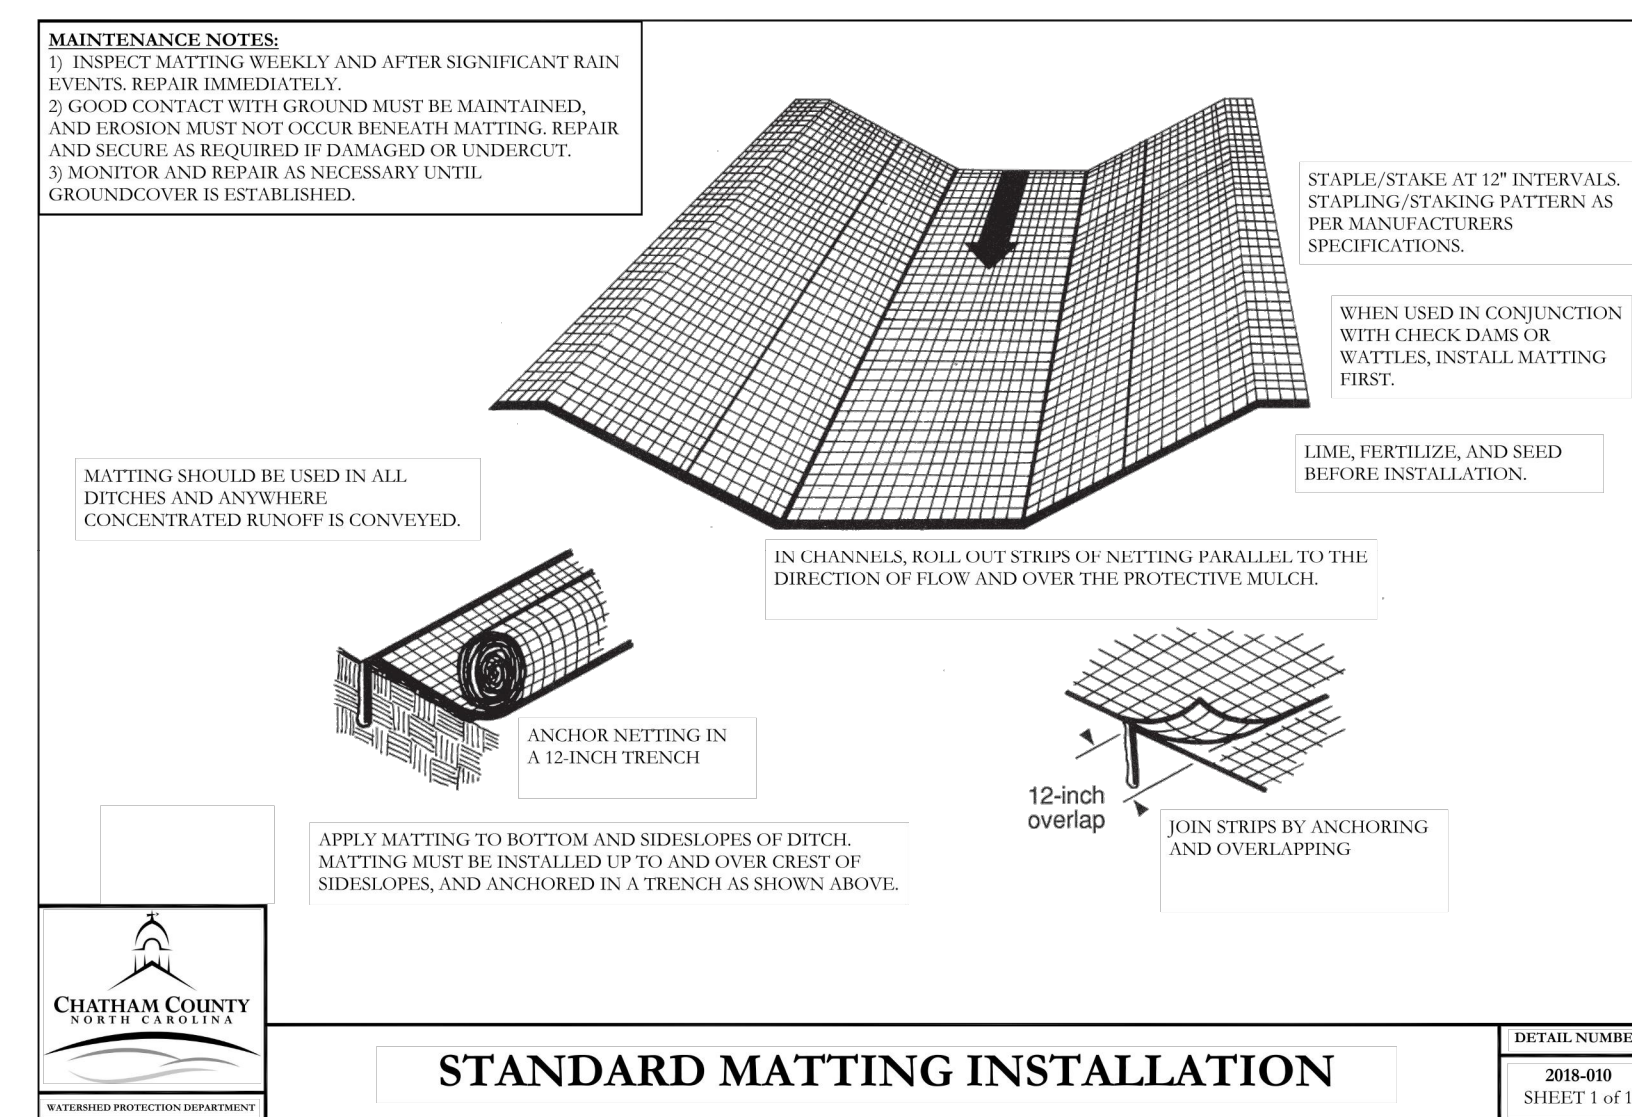 MAINTENANCE NOTES:
1) INSPECT MATTING WEEKLY AND AFTER SIGNIFICANT RAIN
EVENTS. REPAIR IMMEDIATELY.
2) GOOD CONTACT WITH GROUND MUST BE MAINTAINED,
AND EROSION MUST NOT OCCUR BENEATH MATTING. REPAIR
AND SECURE AS REQUIRED IF DAMAGED OR UNDERCUT.
3) MONITOR AND REPAIR AS NECESSARY UNTIL
GROUNDCOVER IS ESTABLISHED.
STAPLE/STAKE AT 12" INTERVALS.
STAPLING/STAKING PATTERN AS
PER MANUFACTURERS
SPECIFICATIONS.
WHEN USED IN CONJUNCTION
WITH CHECK DAMS OR
WATTLES, INSTALL MATTING
FIRST.
LIME, FERTILIZE, AND SEED
BEFORE INSTALLATION.
MATTING SHOULD BE USED IN ALL
DITCHES AND ANYWHERE
CONCENTRATED RUNOFF IS CONVEYED.
IN CHANNELS, ROLL OUT STRIPS OF NETTING PARALLEL TO THE
DIRECTION OF FLOW AND OVER THE PROTECTIVE MULCH.
ANCHOR NETTING IN
A 12-INCH TRENCH
12-inch
overlap
JOIN STRIPS BY ANCHORING
AND OVERLAPPING
APPLY MATTING TO BOTTOM AND SIDESLOPES OF DITCH.
MATTING MUST BE INSTALLED UP TO AND OVER CREST OF
SIDESLOPES, AND ANCHORED IN A TRENCH AS SHOWN ABOVE.
CHATHAM COUNTY
NORTH CAROLINA
WATERSHED PROTECTION DEPARTMENT
STANDARD MATTING INSTALLATION
DETAIL NUMBE
2018-010
SHEET 1 of 1